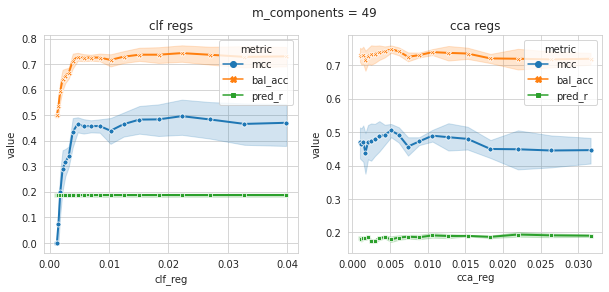 m_components = 49
clf regs
cca regs
metric
mcc
bal_acc
pred_r
metric
mcc
bal_acc
pred_r
value
0.8
0.7
0.6
0.5
0.4
0.3
0.2
0.1
0.0
0.00
0.01
0.02
0.03
0.04
clf_reg
value
0.7
0.6
0.5
0.4
0.3
0.2
0.000
0.005
0.010
0.015
0.020
0.025
0.030
cca_reg